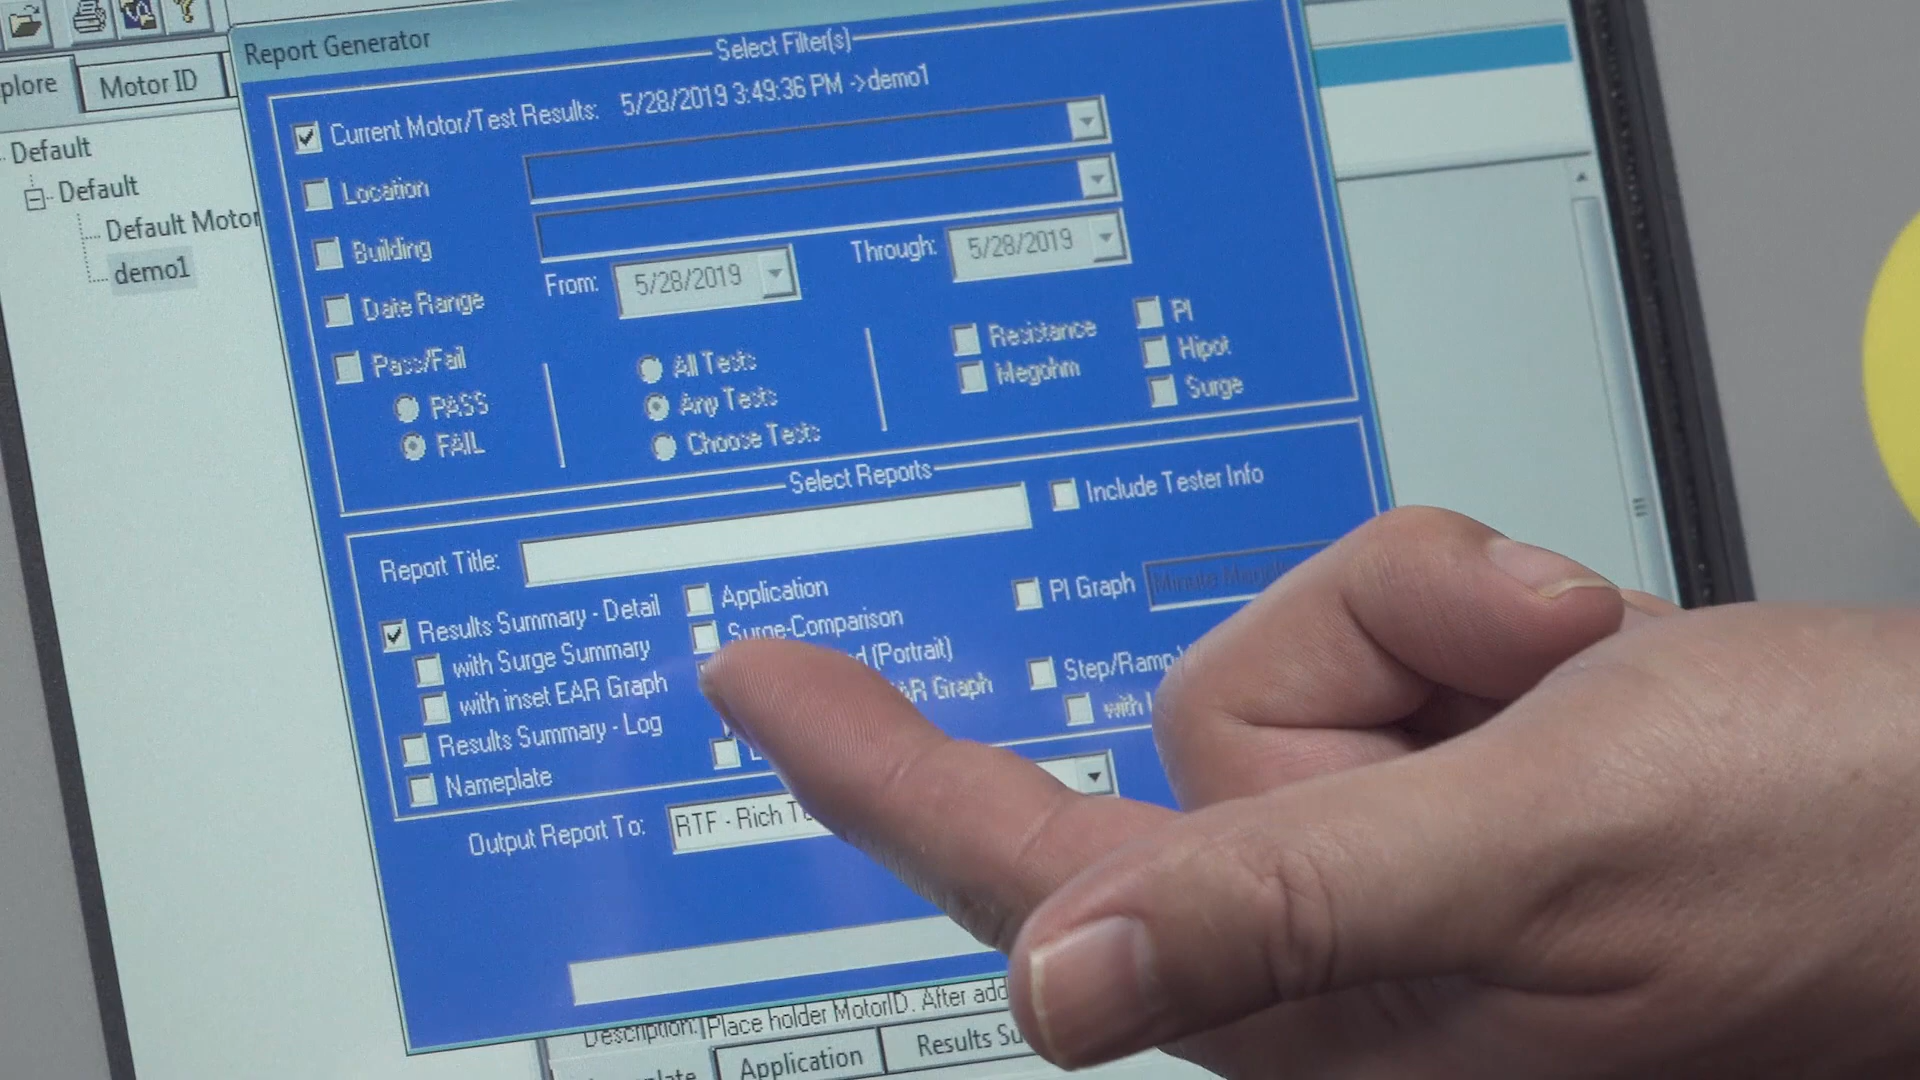 Report Generator
Select Filter(s)
plore
Motor ID
Current Motor/Test Results: 5/28/2019 3:49:36 PM ->demo1
Default
Default
Default Motor
demo1
Location
Building
Date Range
From: 5/28/2019
Through: 5/28/2019
Pass/Fail
PASS
FAIL
All Tests
Any Tests
Choose Tests
Resistance
Megohm
PI
Hipot
Surge
Select Reports
Report Title:
Include Tester Info
Results Summary - Detail
with Surge Summary
with inset EAR Graph
Results Summary - Log
Nameplate
Application
Surge-Comparison
(Portrait)
Graph
PI Graph
Step/Ramp
with
Output Report To: RTF - Rich
Description: Place holder MotorID. After add
Application
Results Su